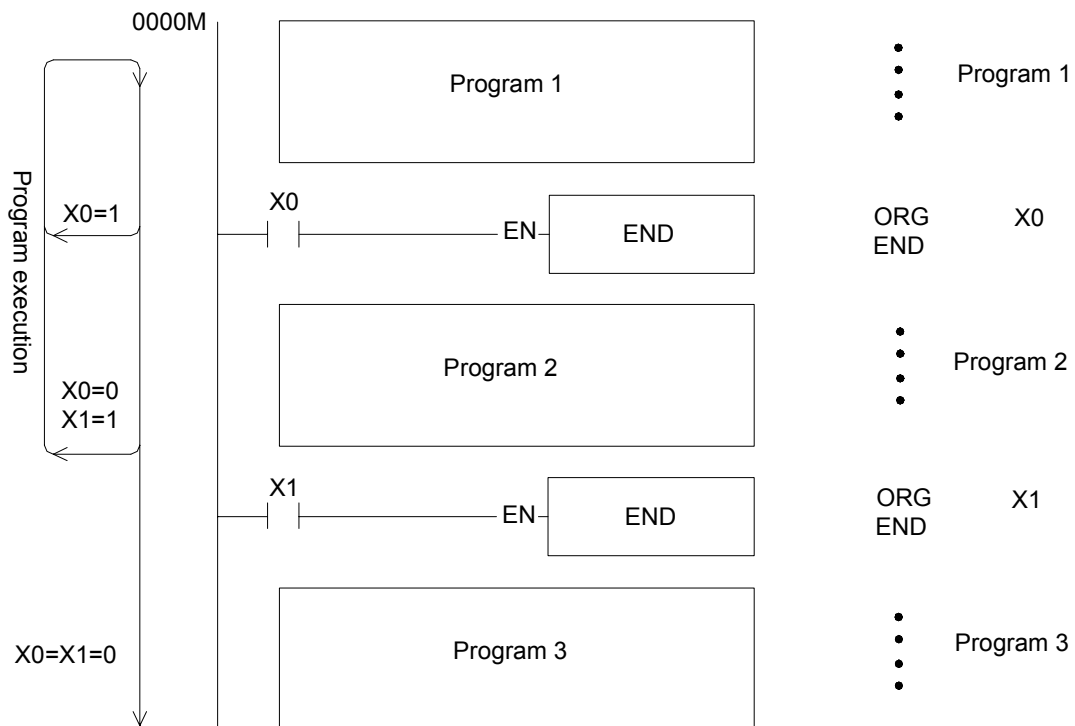 0000M
Program 1
Program 1
Program execution
X0=1
X0
EN
END
ORG X0
END
Program 2
Program 2
X0=0
X1=1
X1
EN
END
ORG X1
END
Program 3
Program 3
X0=X1=0